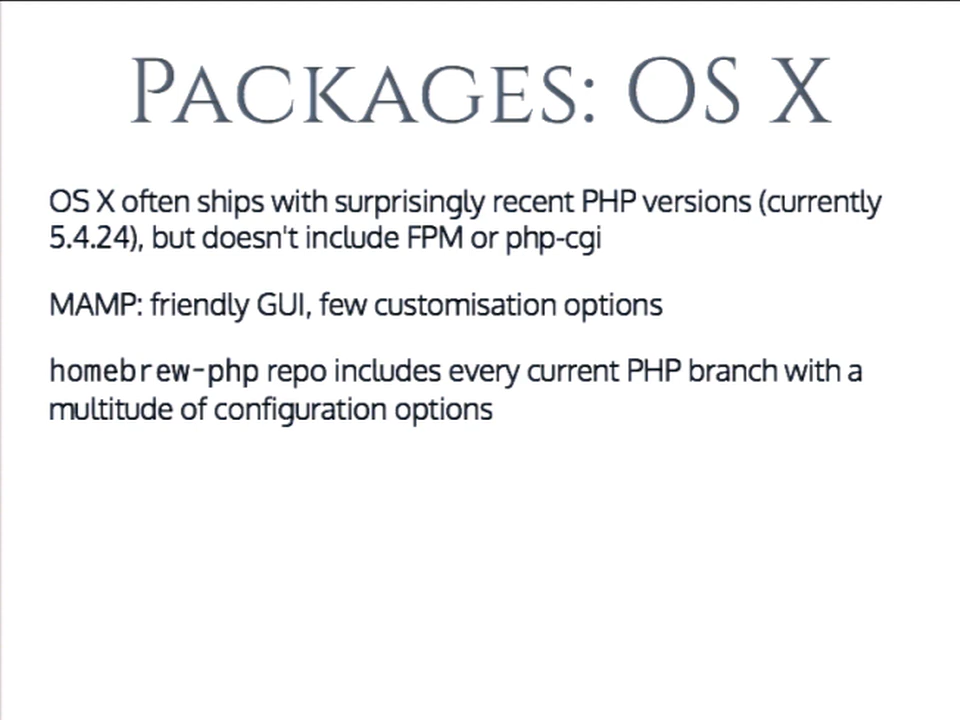 Packages: OS X
OS X often ships with surprisingly recent PHP versions (currently
5.4.24), but doesn't include FPM or php-cgi
MAMP: friendly GUI, few customisation options
homebrew-php repo includes every current PHP branch with a
multitude of configuration options